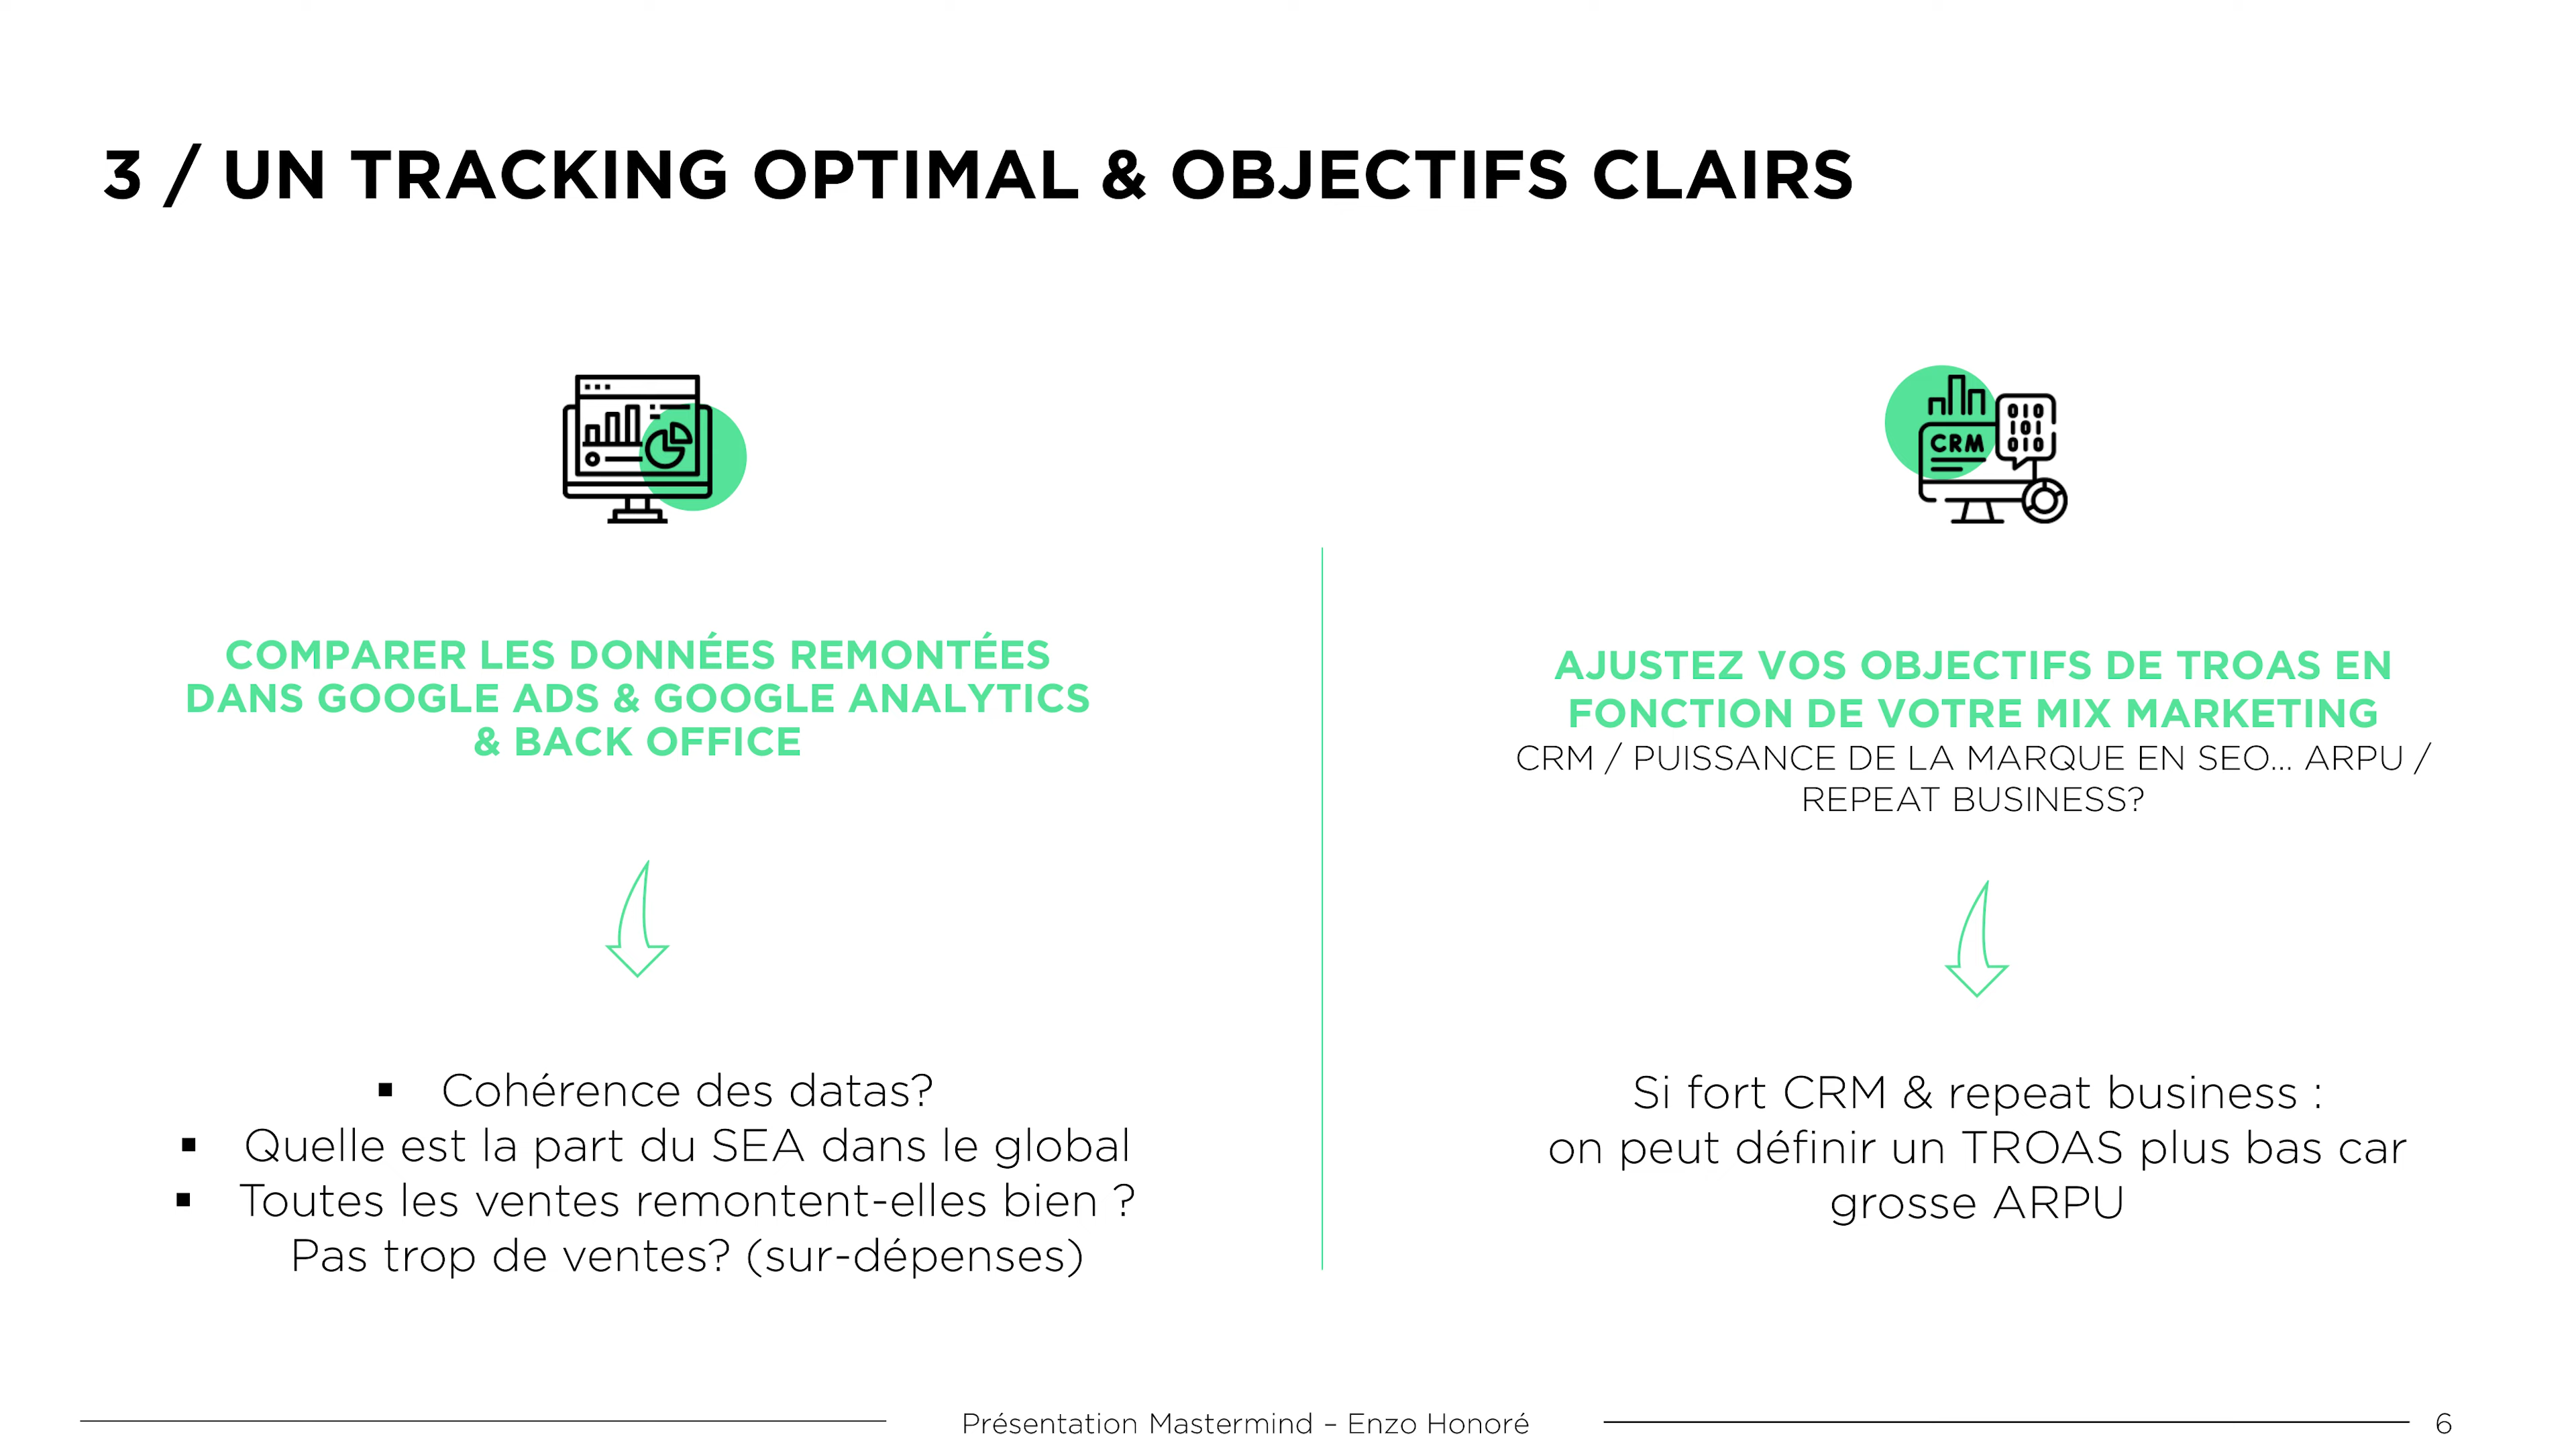 3 / UN TRACKING OPTIMAL & OBJECTIFS CLAIRS
COMPARER LES DONNÉES REMONTÉES
DANS GOOGLE ADS & GOOGLE ANALYTICS
& BACK OFFICE
▪ Cohérence des datas?
▪ Quelle est la part du SEA dans le global
▪ Toutes les ventes remontent-elles bien ?
Pas trop de ventes? (sur-dépenses)
CRM
010
101
010
AJUSTEZ VOS OBJECTIFS DE TROAS EN
FONCTION DE VOTRE MIX MARKETING
CRM / PUISSANCE DE LA MARQUE EN SEO... ARPU /
REPEAT BUSINESS?
Si fort CRM & repeat business :
on peut définir un TROAS plus bas car
grosse ARPU
Présentation Mastermind – Enzo Honoré
6